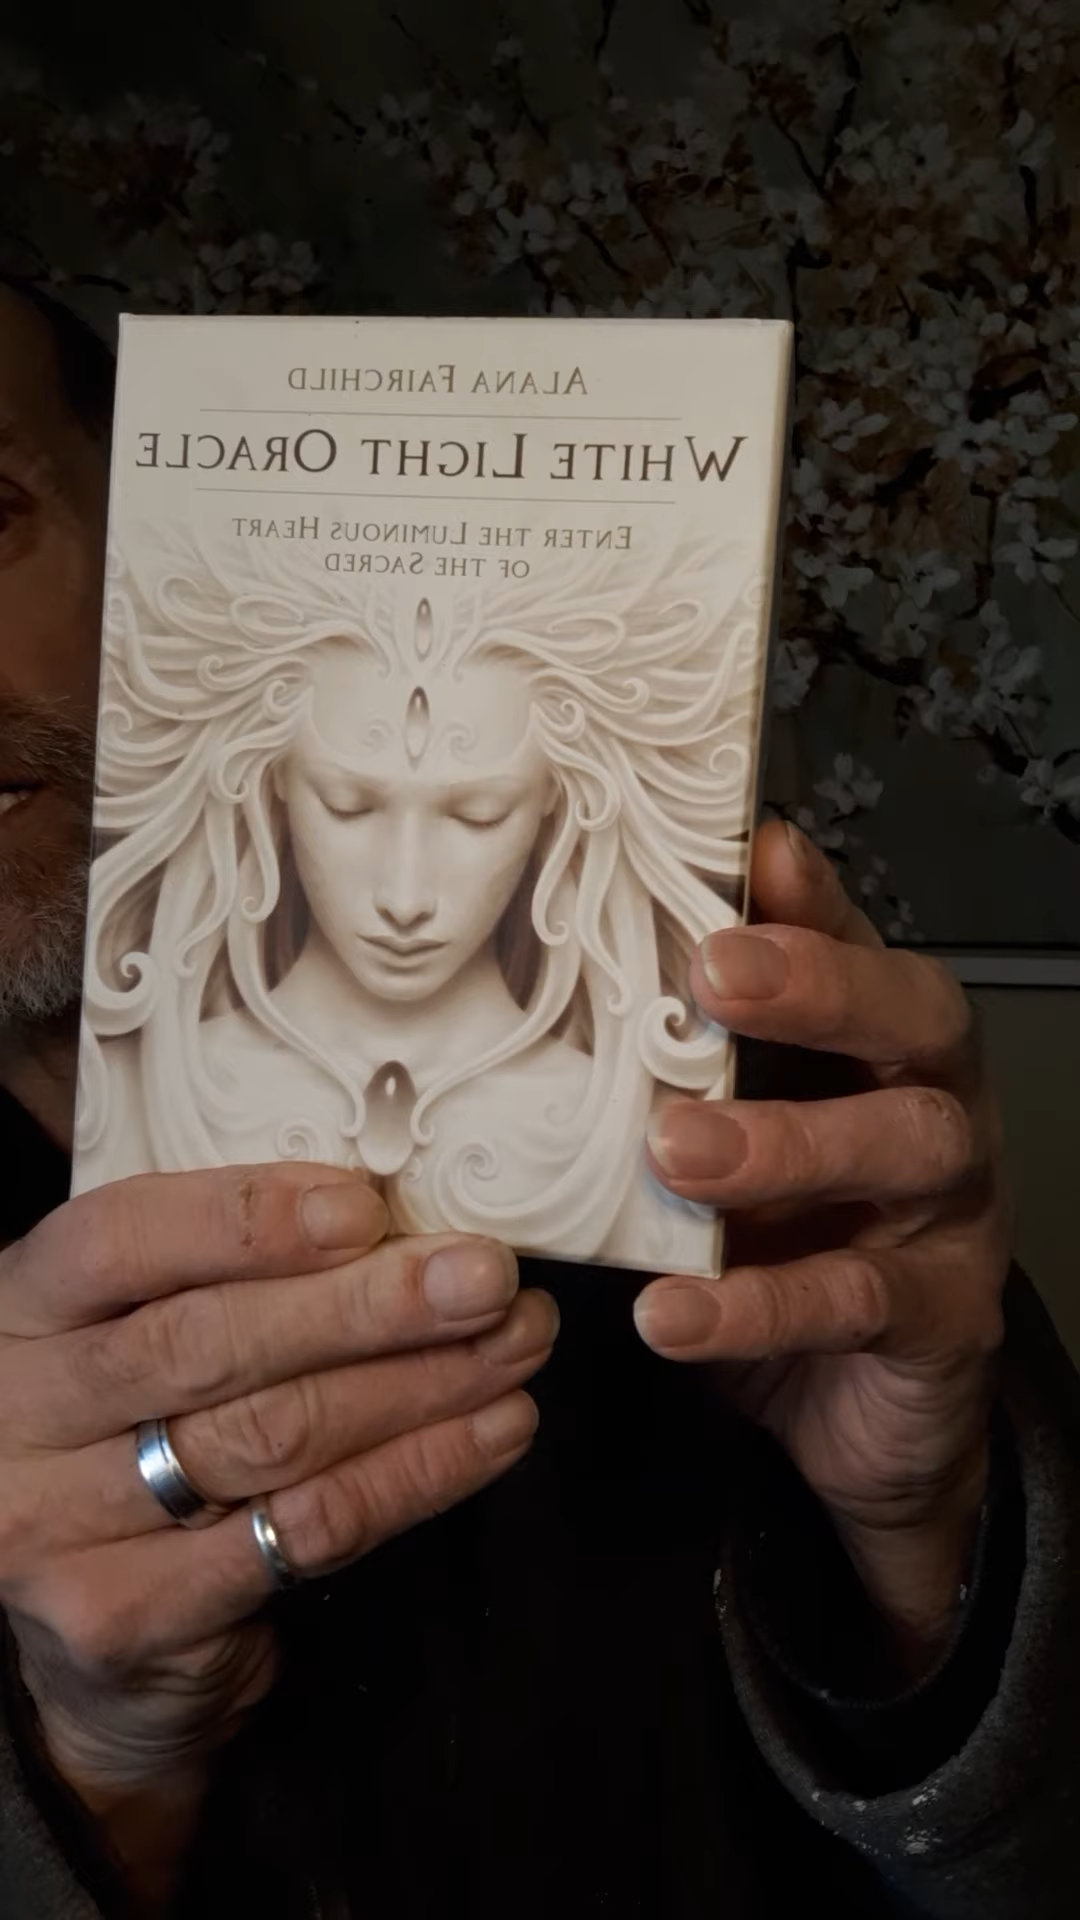 ALANA FAIRCHILD
WHITE LIGHT ORACLE
ENTER THE LUMINOUS HEART
OF THE SACRED